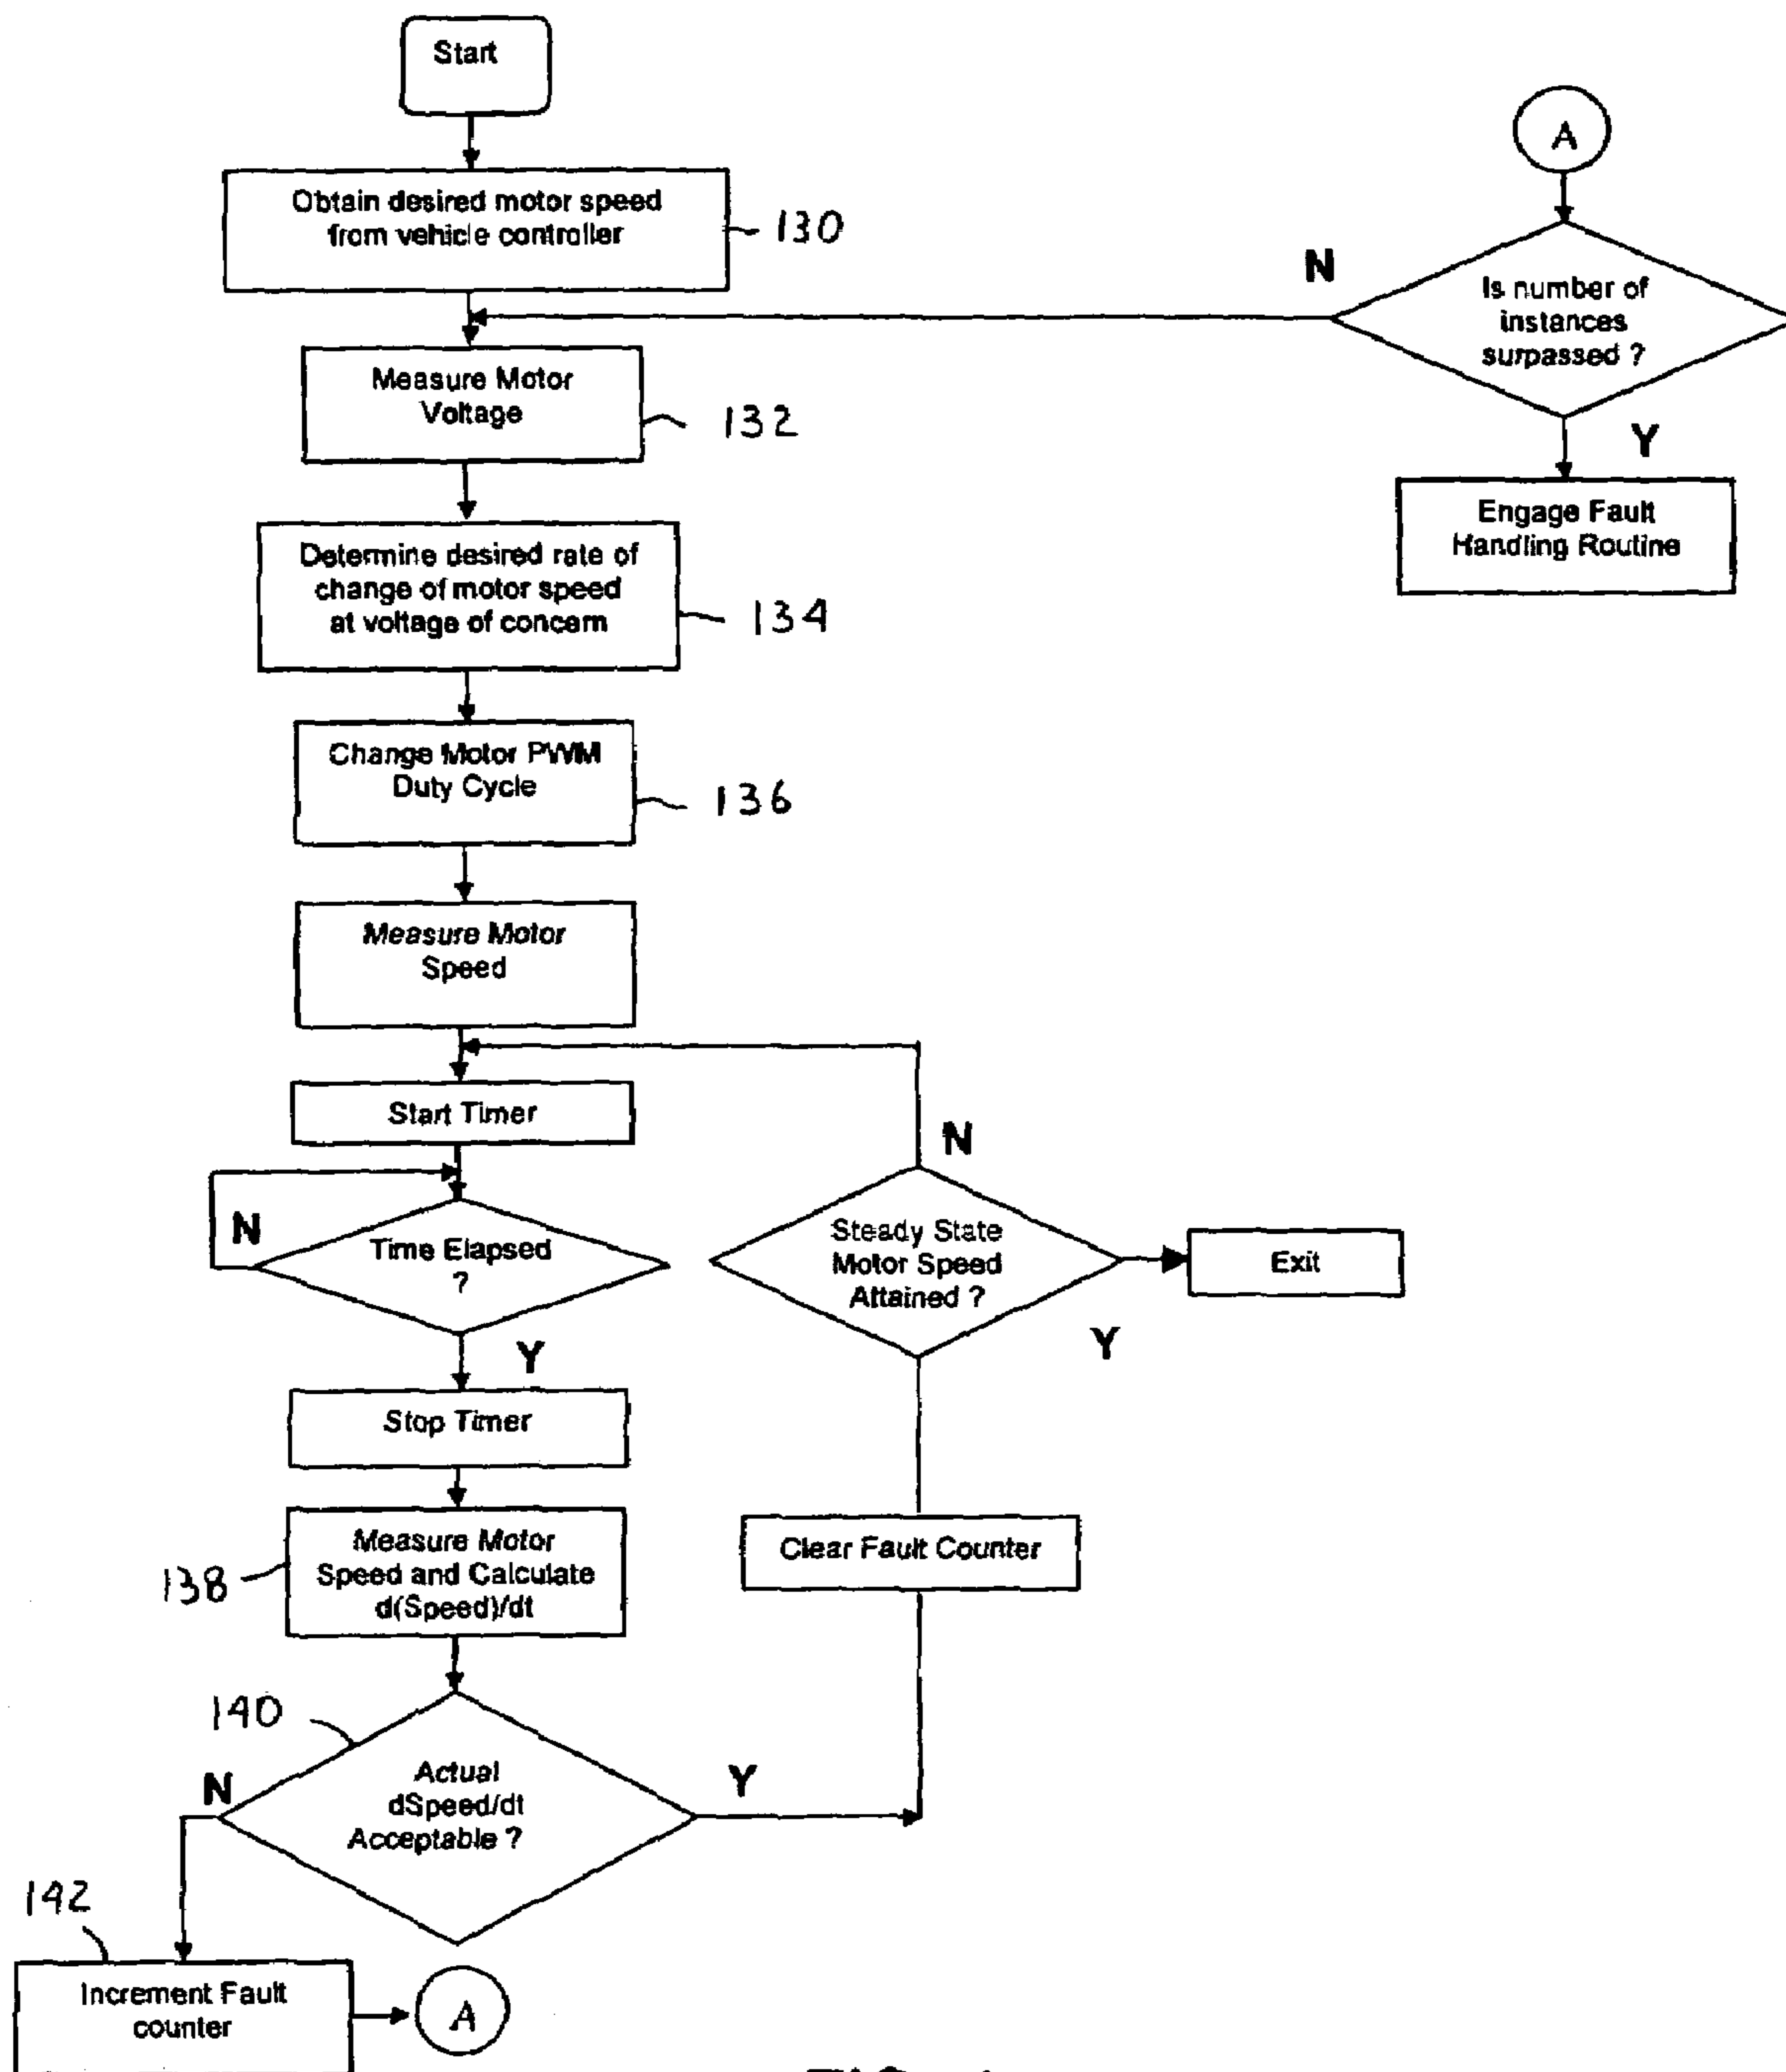 Start
Obtain desired motor speed
from vehicle controller
130
A
N
Is number of
instances
surpassed ?
Y
Engage Fault
Handling Routine
Measure Motor
Voltage
132
Determine desired rate of
change of motor speed
at voltage of concern
134
Change Motor PWM
Duty Cycle
136
Measure Motor
Speed
Start Timer
N
Time Elapsed
?
Y
N
Steady State
Motor Speed
Attained ?
Y
Exit
Stop Timer
Measure Motor
Speed and Calculate
d(Speed)/dt
138
Clear Fault Counter
140
N
Actual
dSpeed/dt
Acceptable ?
Y
142
Increment Fault
counter
A